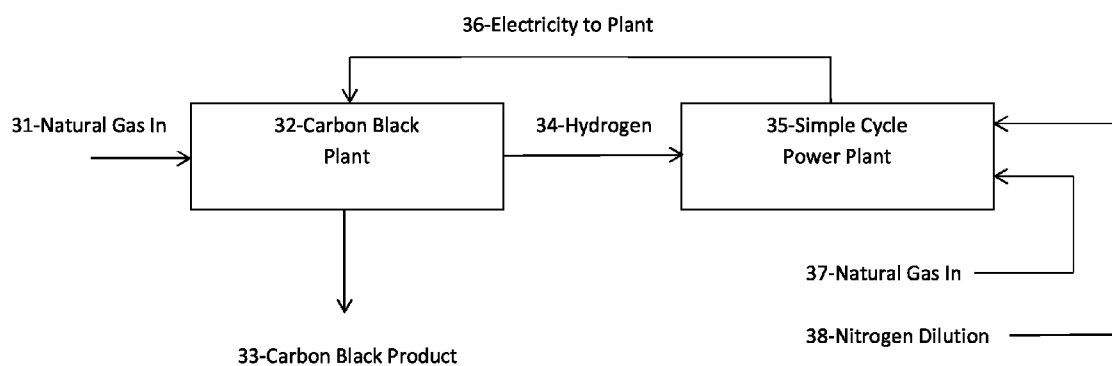 36-Electricity to Plant
31-Natural Gas In
32-Carbon Black
Plant
34-Hydrogen
35-Simple Cycle
Power Plant
37-Natural Gas In
38-Nitrogen Dilution
33-Carbon Black Product